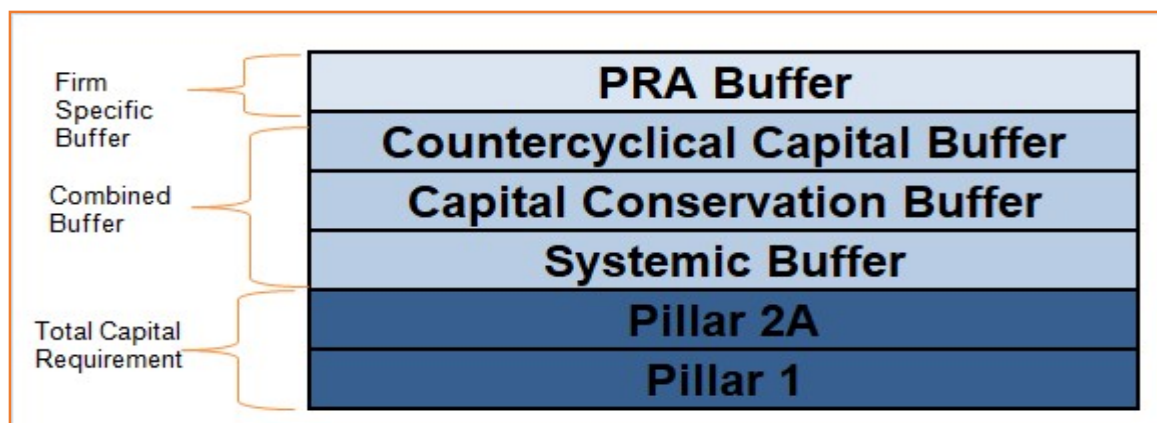 Firm
Specific
Buffer
PRA Buffer
Combined
Buffer
Countercyclical Capital Buffer
Capital Conservation Buffer
Systemic Buffer
Total Capital
Requirement
Pillar 2A
Pillar 1